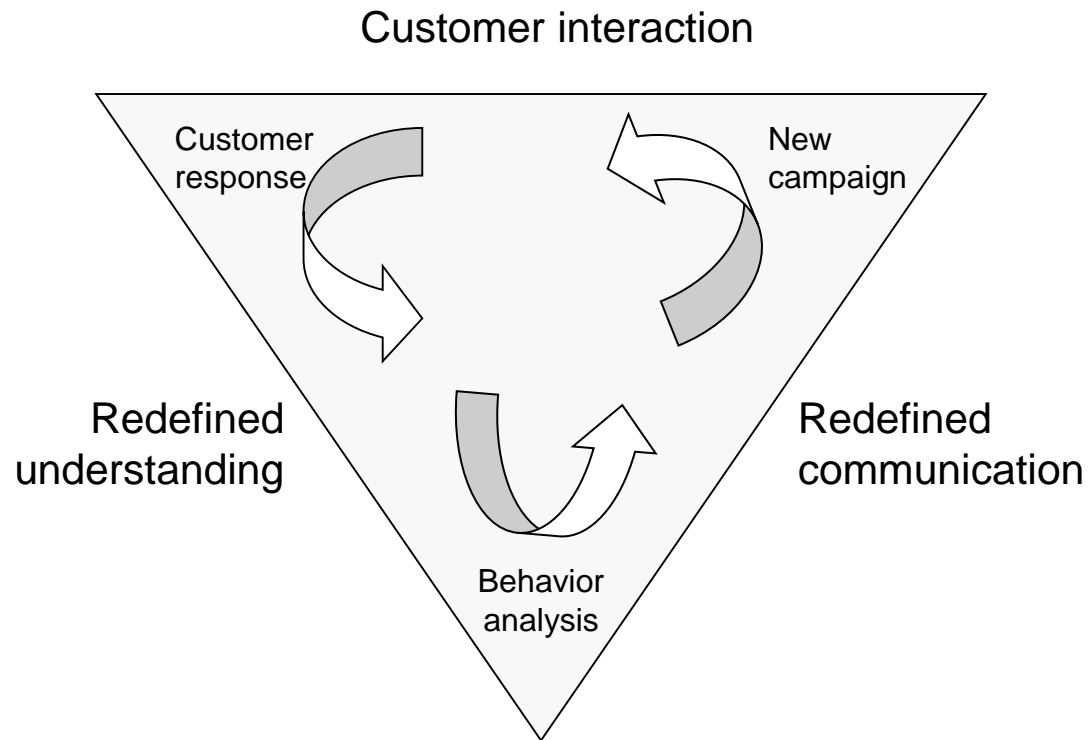 Customer interaction
Customer
response
New
campaign
Redefined
understanding
Redefined
communication
Behavior
analysis